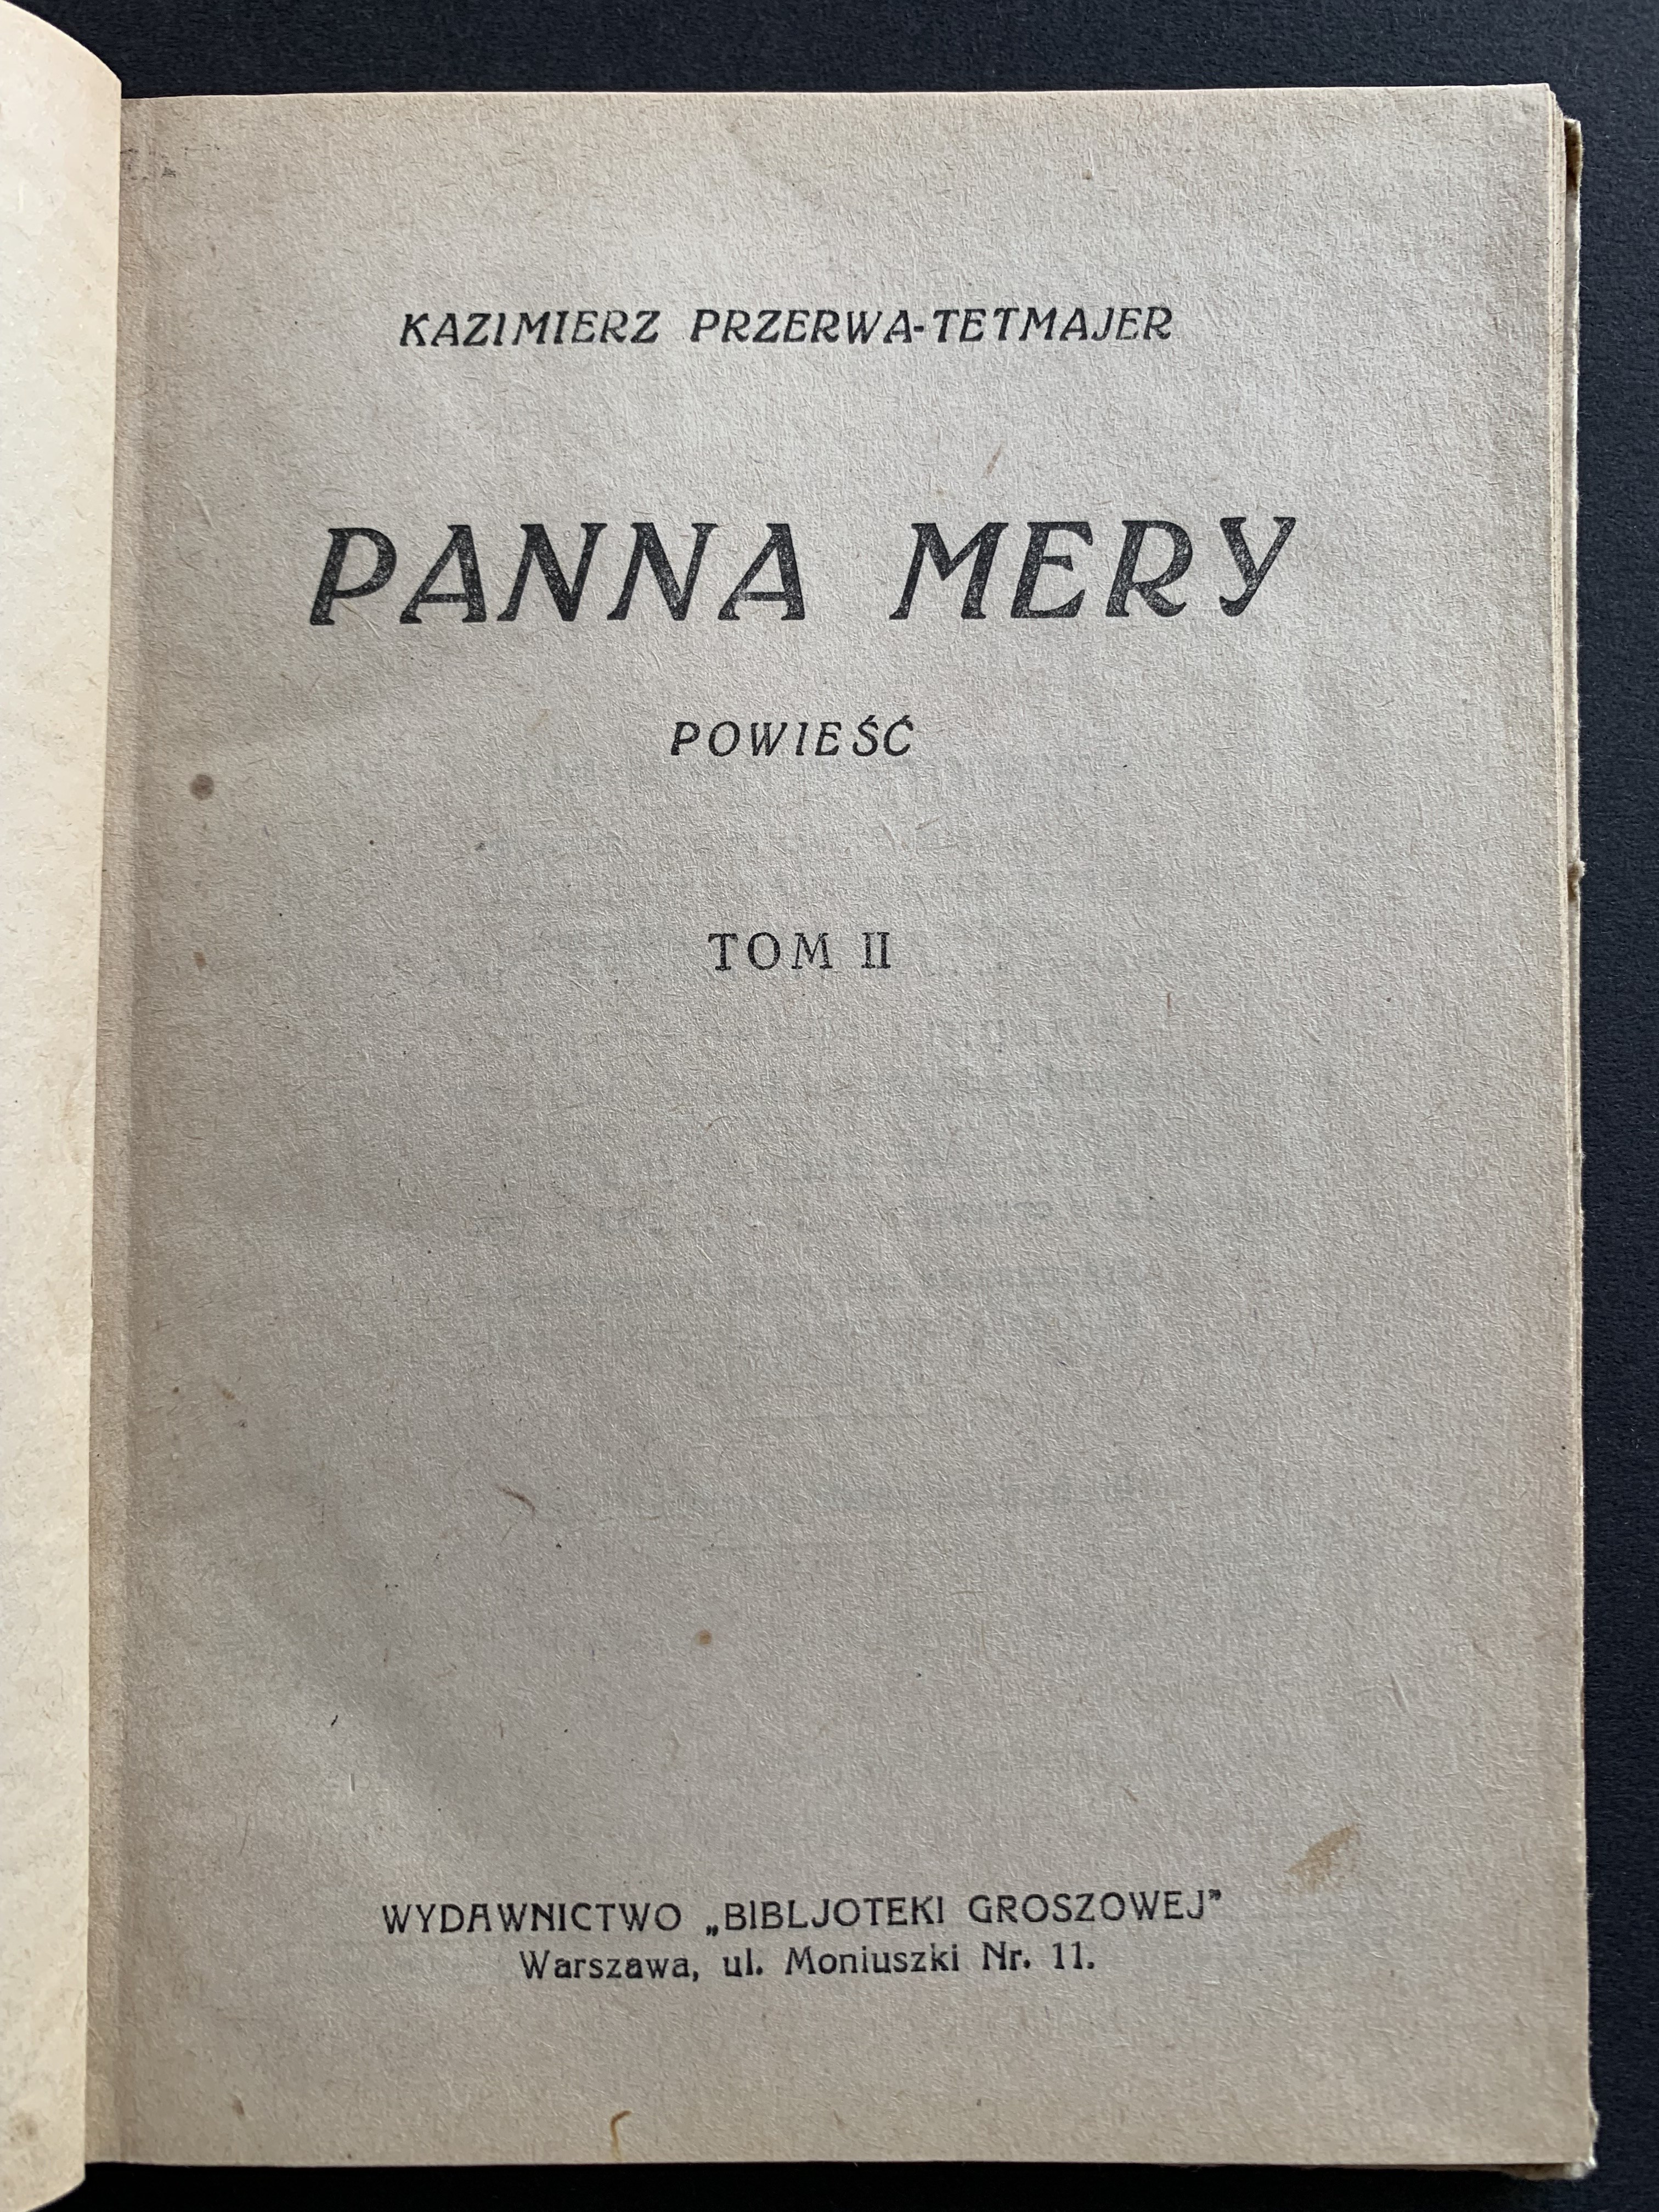 KAZIMIERZ PRZERWA-TETMAJER
PANNA MERY
POWIEŚĆ
TOM II
WYDAWNICTWO „BIBLJOTEKI GROSZOWEJ”
Warszawa, ul. Moniuszki Nr. 11.